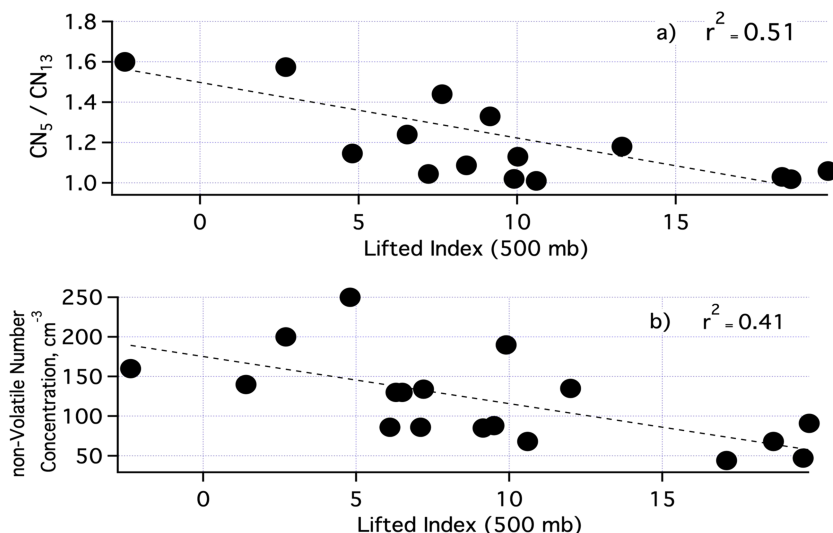 1.8
1.6
1.4
1.2
1.0
CN5 / CN13
a) r2 = 0.51
0 5 10 15
Lifted Index (500 mb)
250
200
150
100
50
non-Volatile Number
Concentration, cm-3
b) r2 = 0.41
0 5 10 15
Lifted Index (500 mb)